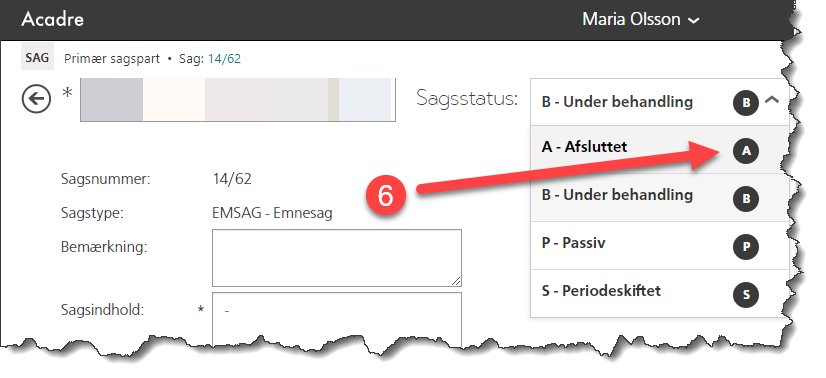 Acadre
Maria Olsson
SAG Primær sagspart • Sag: 14/62
* Sagsstatus: B - Under behandling B
A - Afsluttet A
B - Under behandling B
P - Passiv P
S - Periodeskiftet S
6
Sagsnummer: 14/62
Sagstype: EMSAG - Emnesag
Bemærkning:
Sagsindhold: * -